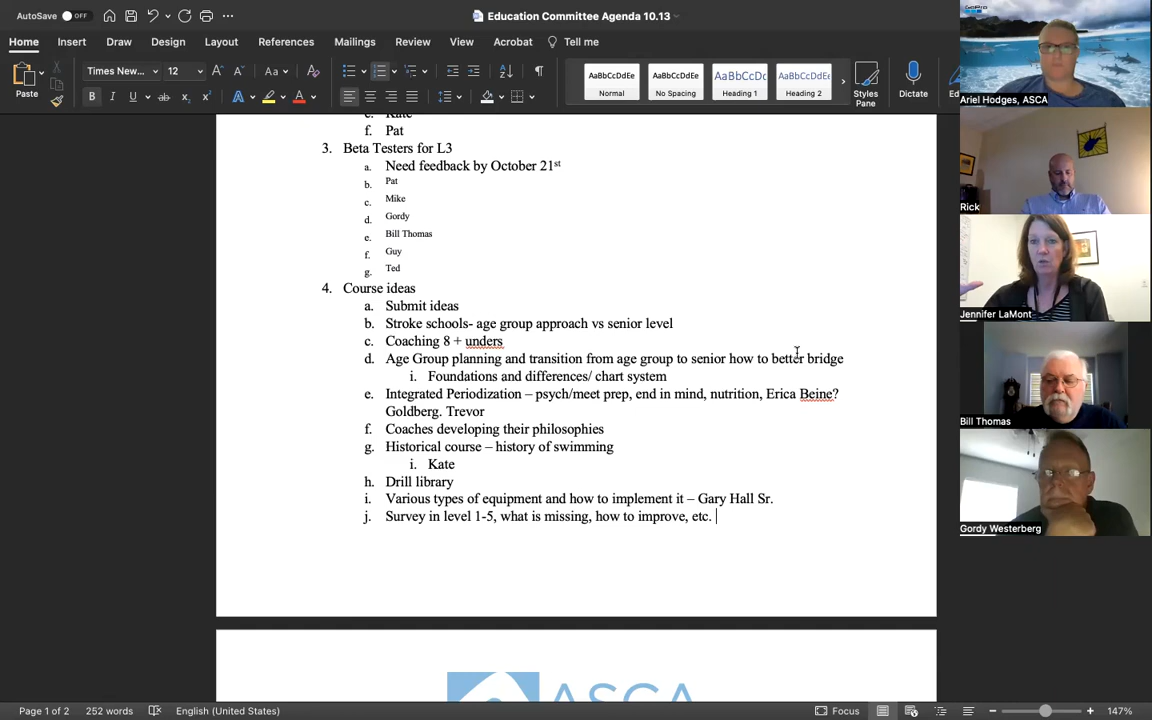 AutoSave OFF
Education Committee Agenda 10.13
Home Insert Draw Design Layout References Mailings Review View Acrobat Tell me
Paste
Times New... 12
Aa
AaBbCcDdEe
Normal
AaBbCcDdEe
No Spacing
AaBbCcDc
Heading 1
AaBbCcDdEe
Heading 2
Styles
Pane
Dictate
e. Kate
f. Pat
3. Beta Testers for L3
a. Need feedback by October 21st
b. Pat
c. Mike
d. Gordy
e. Bill Thomas
f. Guy
g. Ted
4. Course ideas
a. Submit ideas
b. Stroke schools- age group approach vs senior level
c. Coaching 8 + unders
d. Age Group planning and transition from age group to senior how to better bridge
i. Foundations and differences/ chart system
e. Integrated Periodization – psych/meet prep, end in mind, nutrition, Erica Beine?
Goldberg. Trevor
f. Coaches developing their philosophies
g. Historical course – history of swimming
i. Kate
h. Drill library
i. Various types of equipment and how to implement it – Gary Hall Sr.
j. Survey in level 1-5, what is missing, how to improve, etc.
ASCA
Page 1 of 2 252 words English (United States) Focus 147%
GoPro
Ariel Hodges, ASCA
Rick
Jennifer LaMont
Bill Thomas
Gordy Westerberg